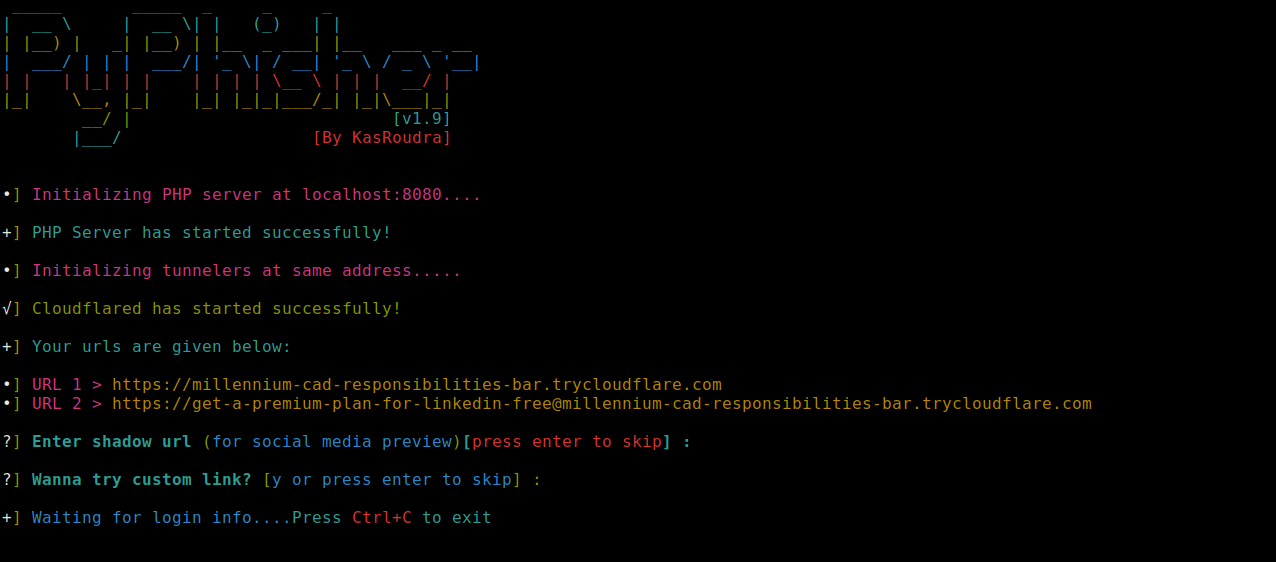 PyPhisher
[v1.9]
[By KasRoudra]
•] Initializing PHP server at localhost:8080....
+] PHP Server has started successfully!
•] Initializing tunnelers at same address.....
√] Cloudflared has started successfully!
+] Your urls are given below:
•] URL 1 > https://millennium-cad-responsibilities-bar.trycloudflare.com
•] URL 2 > https://get-a-premium-plan-for-linkedin-free@millennium-cad-responsibilities-bar.trycloudflare.com
?] Enter shadow url (for social media preview)[press enter to skip] :
?] Wanna try custom link? [y or press enter to skip] :
+] Waiting for login info....Press Ctrl+C to exit